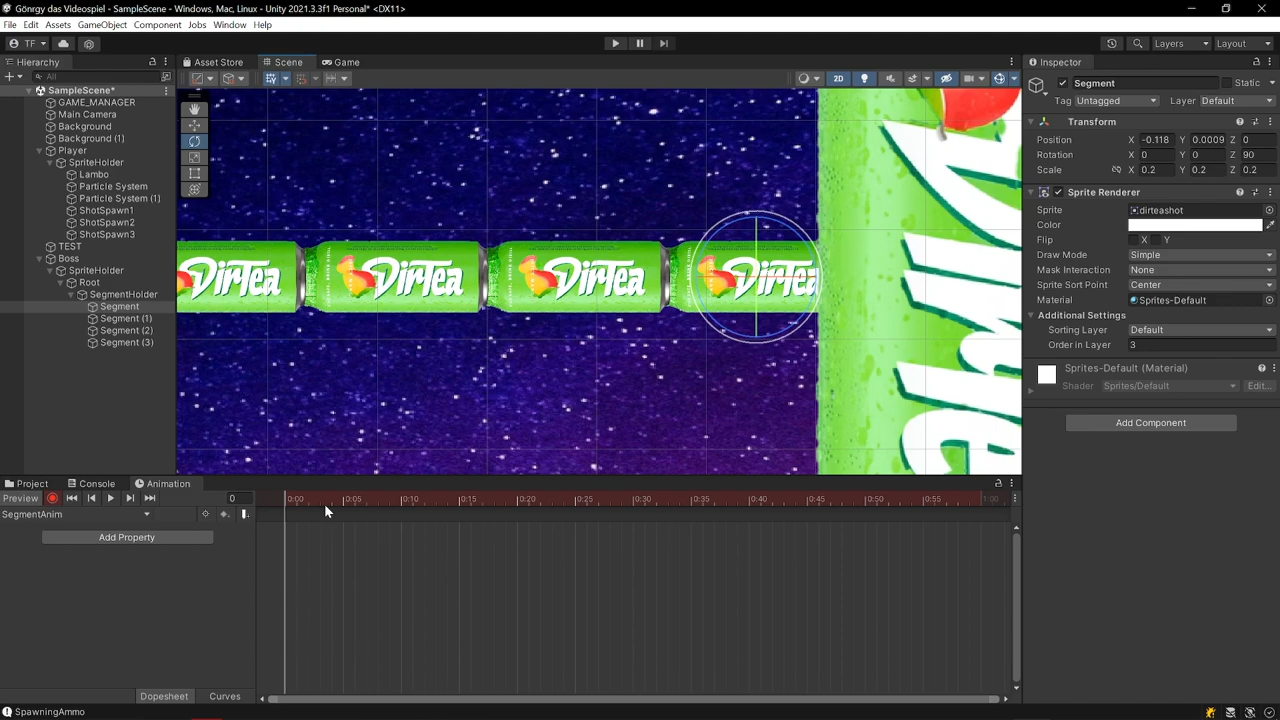 Göngry das Videospiel - SampleScene - Windows, Mac, Linux - Unity 2021.3.3f1 Personal* <DX11>
File Edit Assets GameObject Component Jobs Window Help
TF Layers Layout
Hierarchy Asset Store Scene Game Inspector
All 2D
SampleScene*
GAME_MANAGER
Main Camera
Background
Background (1)
Player
SpriteHolder
Lambo
Particle System
Particle System (1)
ShotSpawn1
ShotSpawn2
ShotSpawn3
TEST
Boss
SpriteHolder
Root
SegmentHolder
Segment
Segment (1)
Segment (2)
Segment (3)
DirTea DirTea DirTea DirTea
Segment Static
Tag Untagged Layer Default
Transform
Position X -0.118 Y 0.0009 Z 0
Rotation X 0 Y 0 Z 90
Scale X 0.2 Y 0.2 Z 0.2
Sprite Renderer
Sprite dirteashot
Color
Flip X Y
Draw Mode Simple
Mask Interaction None
Sprite Sort Point Center
Material Sprites-Default
Additional Settings
Sorting Layer Default
Order in Layer 3
Sprites-Default (Material)
Shader Sprites/Default Edit...
Add Component
Project Console Animation
Preview 0 0:00 0:05 0:10 0:15 0:20 0:25 0:30 0:35 0:40 0:45 0:50 0:55 1:00
SegmentAnim
Add Property
Dopesheet Curves
SpawningAmmo